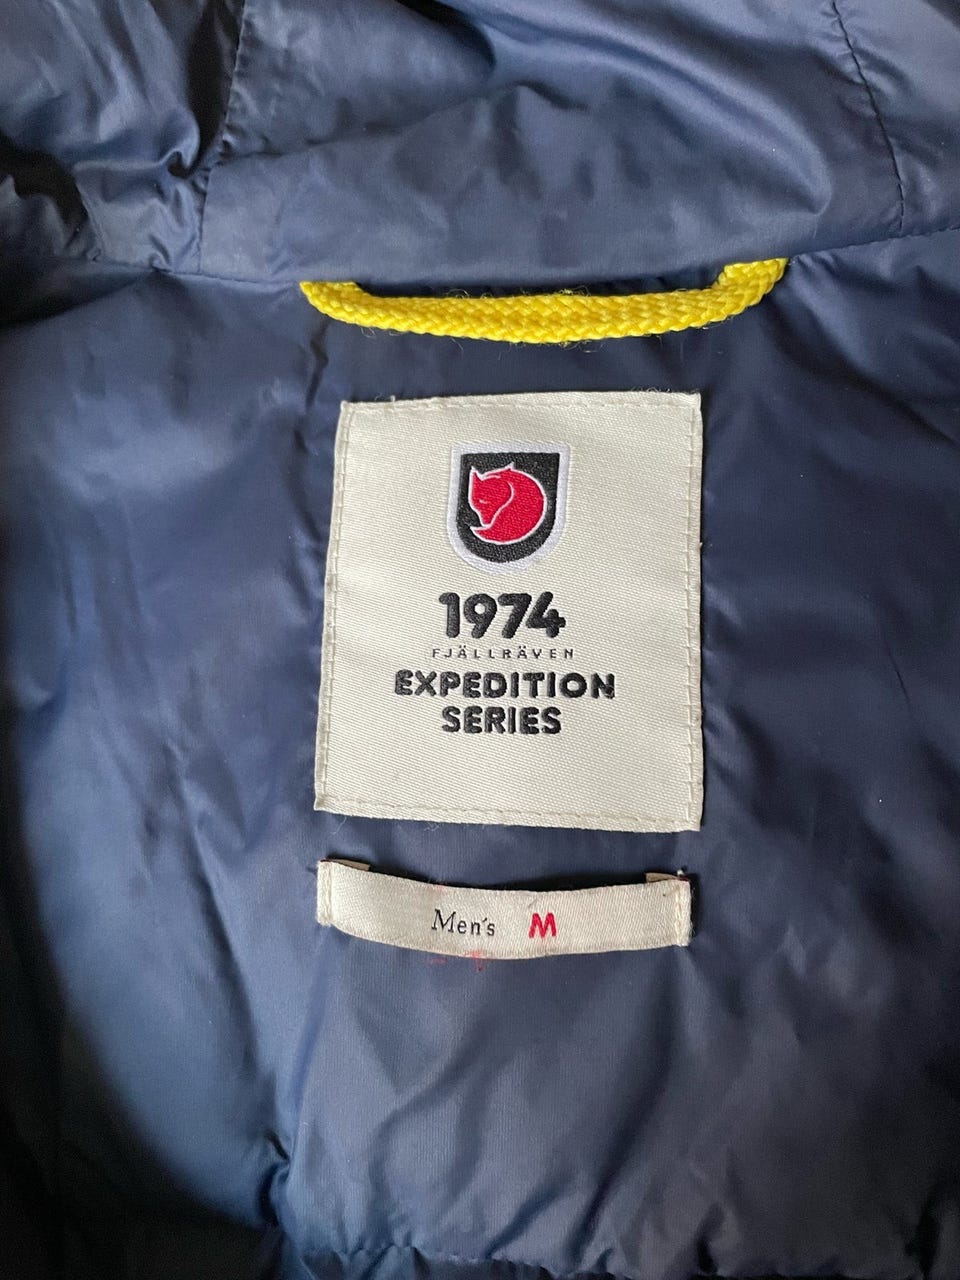 1974
FJÄLLRÄVEN
EXPEDITION
SERIES
Men's M